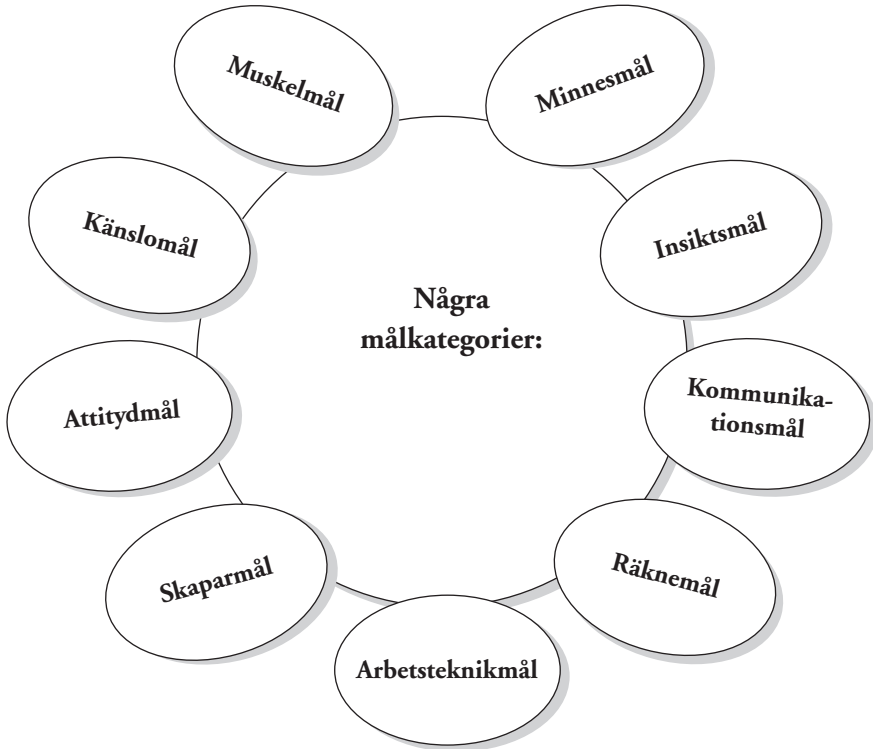 Muskelmål
Minnesmål
Känslomål
Insiktsmål
Några
målkategorier:
Attitydmål
Kommunika-
tionsmål
Skaparmål
Räknemål
Arbetsteknikmål